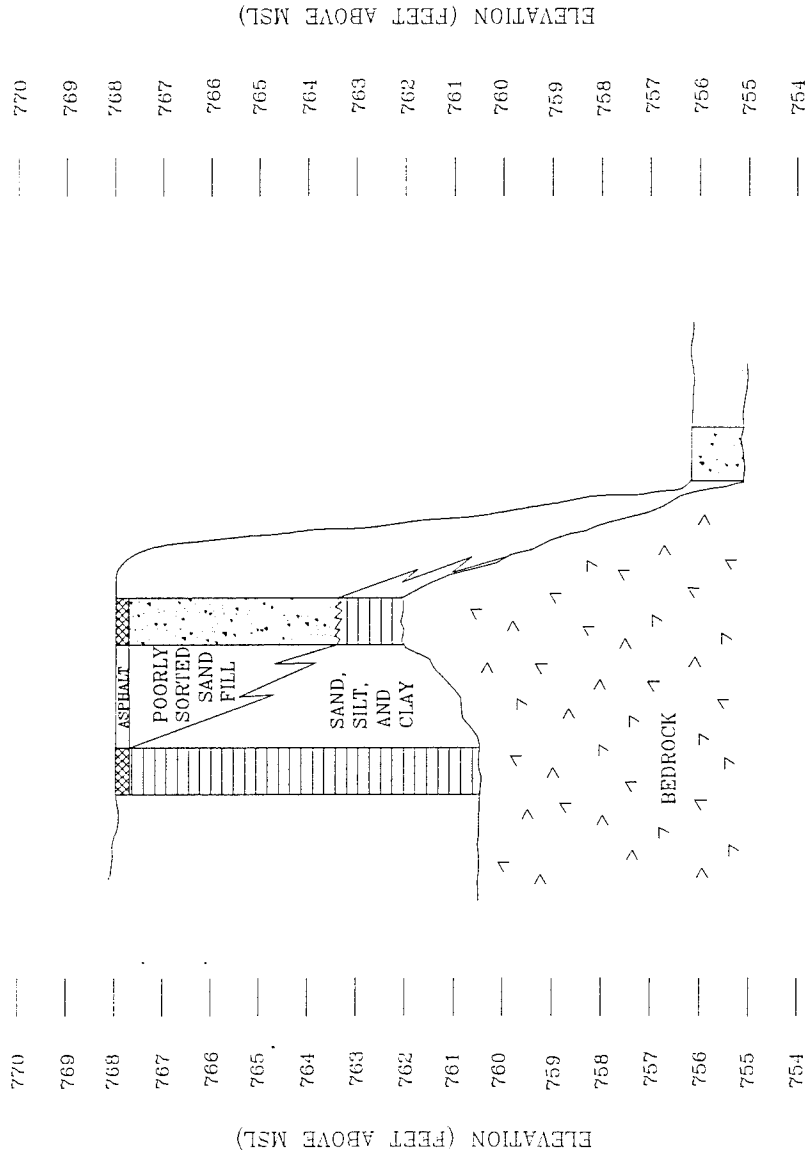 ELEVATION (FEET ABOVE MSL)
770
769
768
767
766
765
764
763
762
761
760
759
758
757
756
755
754
ASPHALT
POORLY
SORTED
SAND
FILL
SAND,
SILT,
AND
CLAY
BEDROCK
770
769
768
767
766
765
764
763
762
761
760
759
758
757
756
755
754
ELEVATION (FEET ABOVE MSL)